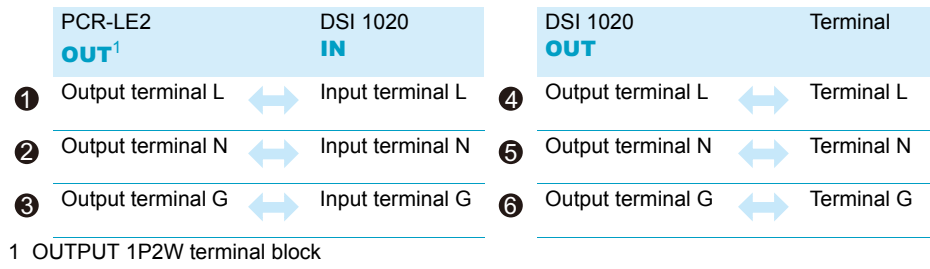 PCR-LE2 DSI 1020 DSI 1020 Terminal
OUT1 IN OUT
1 Output terminal L Input terminal L 4 Output terminal L Terminal L
2 Output terminal N Input terminal N 5 Output terminal N Terminal N
3 Output terminal G Input terminal G 6 Output terminal G Terminal G
1 OUTPUT 1P2W terminal block